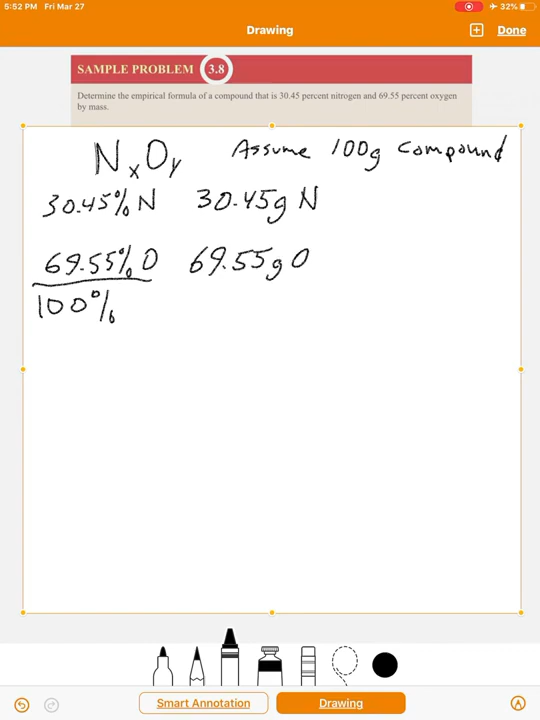 5:52 PM Fri Mar 27 32%
Drawing Done
SAMPLE PROBLEM 3.8
Determine the empirical formula of a compound that is 30.45 percent nitrogen and 69.55 percent oxygen
by mass.
NxOy Assume 100g compound
30.45% N 30.45g N
69.55% O 69.55g O
100%
Smart Annotation Drawing